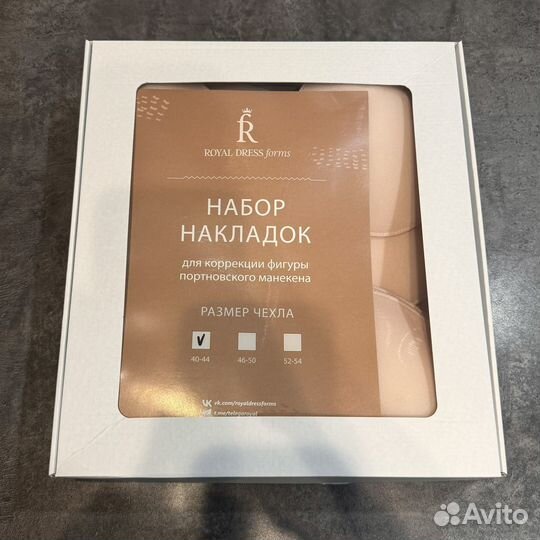 ROYAL DRESS forms
НАБОР
НАКЛАДОК
для коррекции фигуры
портновского манекена
РАЗМЕР ЧЕХЛА
V
40-44 46-50 52-54
vk.com/royaldressforms
t.me/telegaroyal
Avito